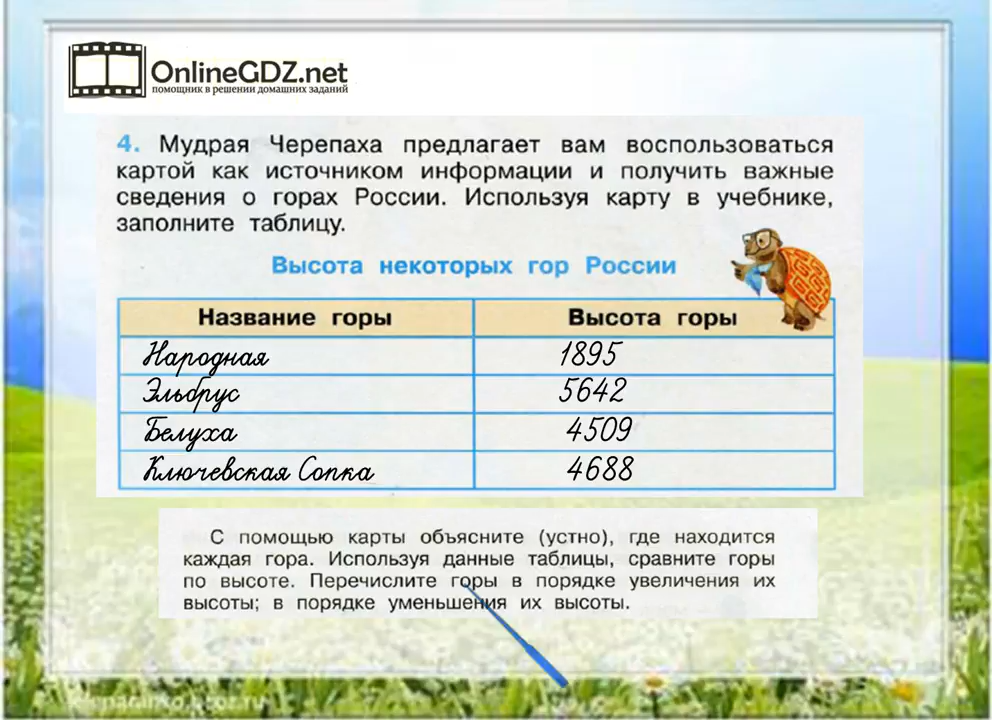 OnlineGDZ.net
помощник в решении домашних заданий
4. Мудрая Черепаха предлагает вам воспользоваться
картой как источником информации и получить важные
сведения о горах России. Используя карту в учебнике,
заполните таблицу.
Высота некоторых гор России
Название горы Высота горы
Народная 1895
Эльбрус 5642
Белуха 4509
Ключевская Сопка 4688
С помощью карты объясните (устно), где находится
каждая гора. Используя данные таблицы, сравните горы
по высоте. Перечислите горы в порядке увеличения их
высоты; в порядке уменьшения их высоты.